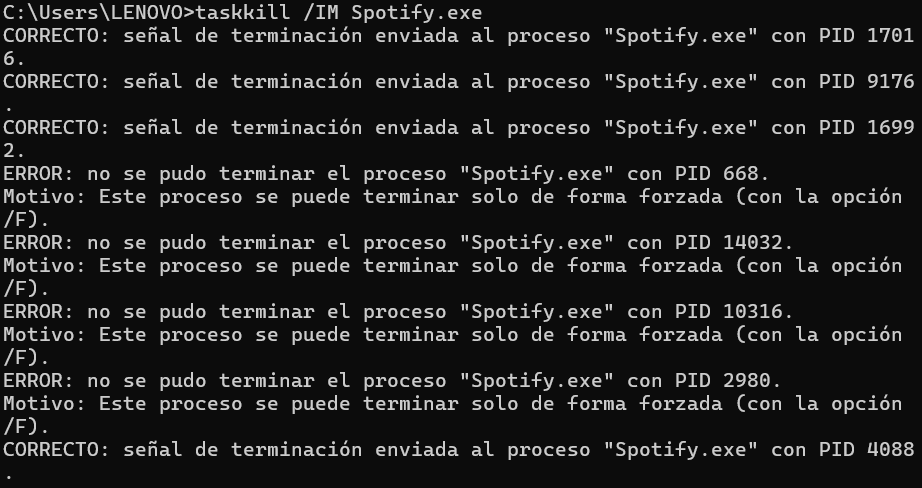 C:\Users\LENOVO>taskkill /IM Spotify.exe
CORRECTO: señal de terminación enviada al proceso "Spotify.exe" con PID 1701
6.
CORRECTO: señal de terminación enviada al proceso "Spotify.exe" con PID 9176
.
CORRECTO: señal de terminación enviada al proceso "Spotify.exe" con PID 1699
2.
ERROR: no se pudo terminar el proceso "Spotify.exe" con PID 668.
Motivo: Este proceso se puede terminar solo de forma forzada (con la opción
/F).
ERROR: no se pudo terminar el proceso "Spotify.exe" con PID 14032.
Motivo: Este proceso se puede terminar solo de forma forzada (con la opción
/F).
ERROR: no se pudo terminar el proceso "Spotify.exe" con PID 10316.
Motivo: Este proceso se puede terminar solo de forma forzada (con la opción
/F).
ERROR: no se pudo terminar el proceso "Spotify.exe" con PID 2980.
Motivo: Este proceso se puede terminar solo de forma forzada (con la opción
/F).
CORRECTO: señal de terminación enviada al proceso "Spotify.exe" con PID 4088
.